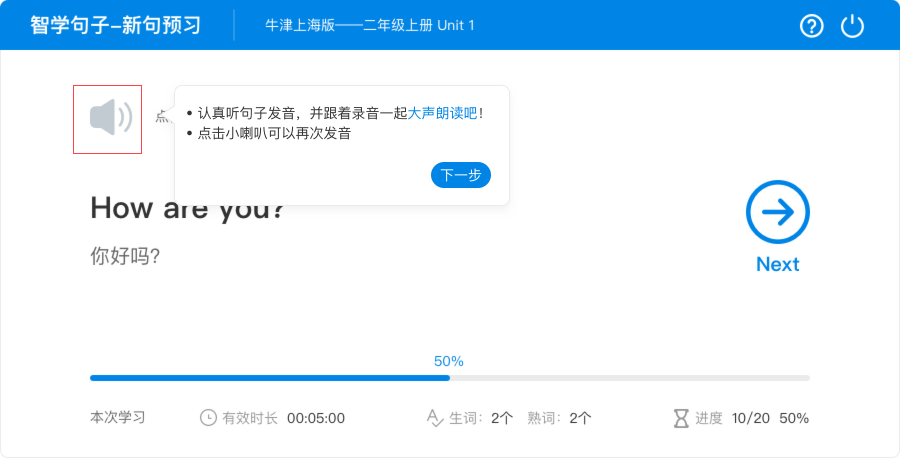 智学句子-新句预习
牛津上海版——二年级上册 Unit 1
• 认真听句子发音，并跟着录音一起大声朗读吧！
• 点击小喇叭可以再次发音
下一步
How are you?
你好吗?
Next
50%
本次学习 有效时长 00:05:00 生词：2个 熟词：2个 进度 10/20 50%